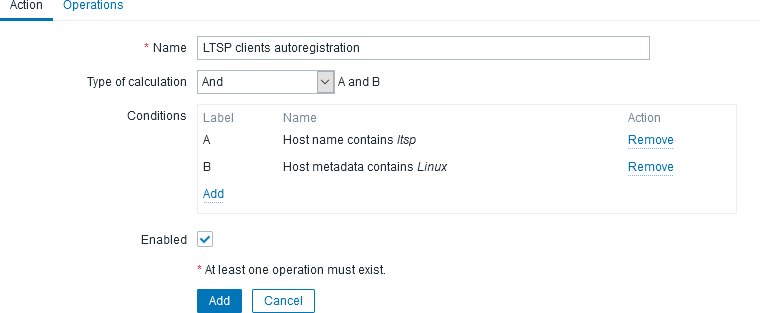 Action Operations
* Name LTSP clients autoregistration
Type of calculation And A and B
Conditions Label Name Action
A Host name contains ltsp Remove
B Host metadata contains Linux Remove
Add
Enabled
* At least one operation must exist.
Add Cancel